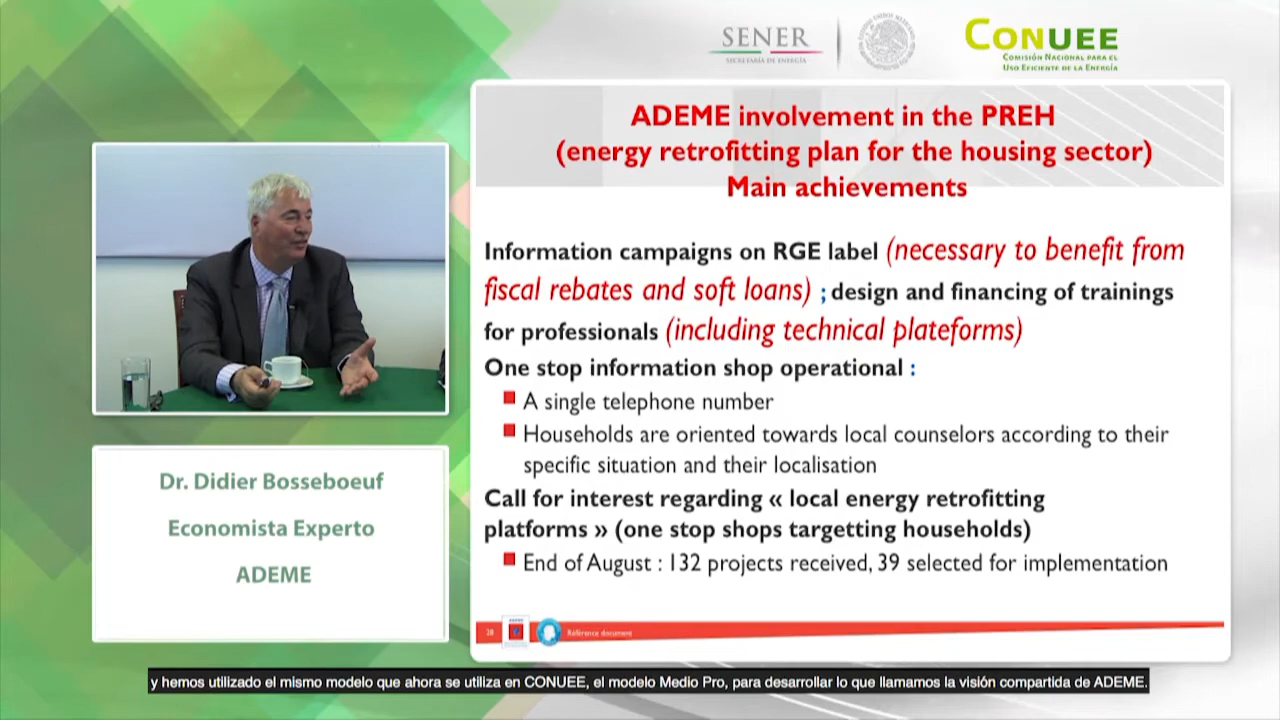 SENER
SECRETARÍA DE ENERGÍA
CONUEE
COMISIÓN NACIONAL PARA EL
USO EFICIENTE DE LA ENERGÍA
ADEME involvement in the PREH
(energy retrofitting plan for the housing sector)
Main achievements
Information campaigns on RGE label (necessary to benefit from
fiscal rebates and soft loans) ; design and financing of trainings
for professionals (including technical plateforms)
One stop information shop operational :
A single telephone number
Households are oriented towards local counselors according to their
specific situation and their localisation
Call for interest regarding « local energy retrofitting
platforms » (one stop shops targetting households)
End of August : 132 projects received, 39 selected for implementation
28
Référence document
Dr. Didier Bosseboeuf
Economista Experto
ADEME
y hemos utilizado el mismo modelo que ahora se utiliza en CONUEE, el modelo Medio Pro, para desarrollar lo que llamamos la visión compartida de ADEME.